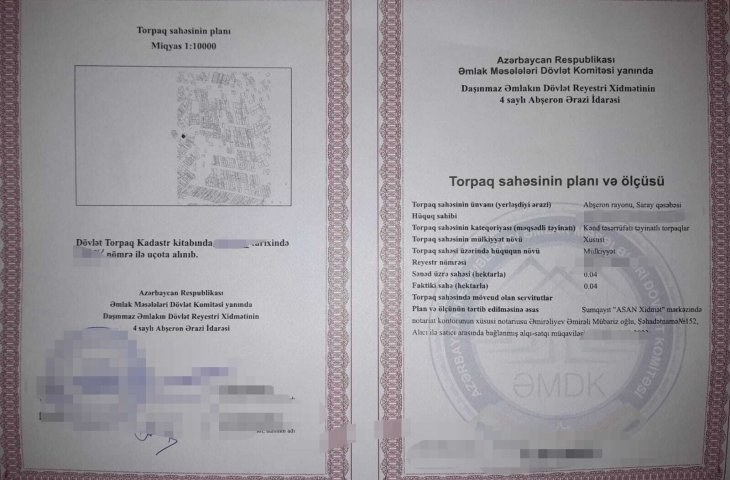 Torpaq sahəsinin planı
Miqyas 1:10000
Dövlət Torpaq Kadastr kitabında tarixində
nömrə ilə uçota alınıb.
Azərbaycan Respublikası
Əmlak Məsələləri Dövlət Komitəsi yanında
Daşınmaz Əmlakın Dövlət Reyestri Xidmətinin
4 saylı Abşeron Ərazi İdarəsi
adı
Azərbaycan Respublikası
Əmlak Məsələləri Dövlət Komitəsi yanında
Daşınmaz Əmlakın Dövlət Reyestri Xidmətinin
4 saylı Abşeron Ərazi İdarəsi
Torpaq sahəsinin planı və ölçüsü
Torpaq sahəsinin ünvanı (yerləşdiyi ərazi) : Abşeron rayonu, Saray qəsəbəsi
Hüquq sahibi
Torpaq sahəsinin kateqoriyası (məqsədli təyinatı) : Kənd təsərrüfatı təyinatlı torpaqlar
Torpaq sahəsinin mülkiyyət növü : Xüsusi
Torpaq sahəsi üzərində hüququn növü : Mülkiyyət
Reyestr nömrəsi
Sənəd üzrə sahəsi (hektarla) : 0.04
Faktiki sahə (hektarla) : 0.04
Torpaq sahəsində mövcud olan servitutlar
Plan və ölçünün tərtib edilməsinə əsas : Sumqayıt "ASAN Xidmət" mərkəzində
notariat kontorunun xüsusi notariusu Əmirəliyev Əmirəli Mübariz oğlu, Şəhadətnamə№152,
Alıcı ilə satıcı arasında bağlanmış alqı-satqı müqaviləsi
ƏMDK